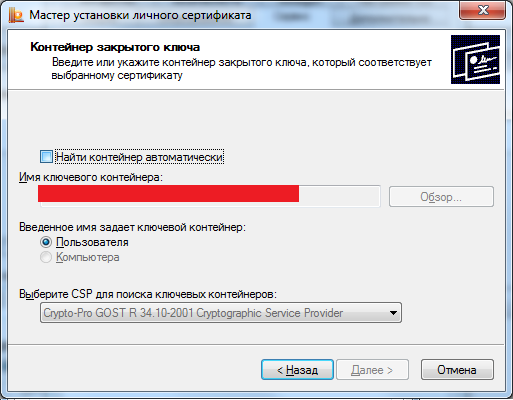 Мастер установки личного сертификата
Контейнер закрытого ключа
Введите или укажите контейнер закрытого ключа, который соответствует
выбранному сертификату
Найти контейнер автоматически
Имя ключевого контейнера:
Обзор...
Введенное имя задает ключевой контейнер:
Пользователя
Компьютера
Выберите CSP для поиска ключевых контейнеров:
Crypto-Pro GOST R 34.10-2001 Cryptographic Service Provider
< Назад
Далее >
Отмена